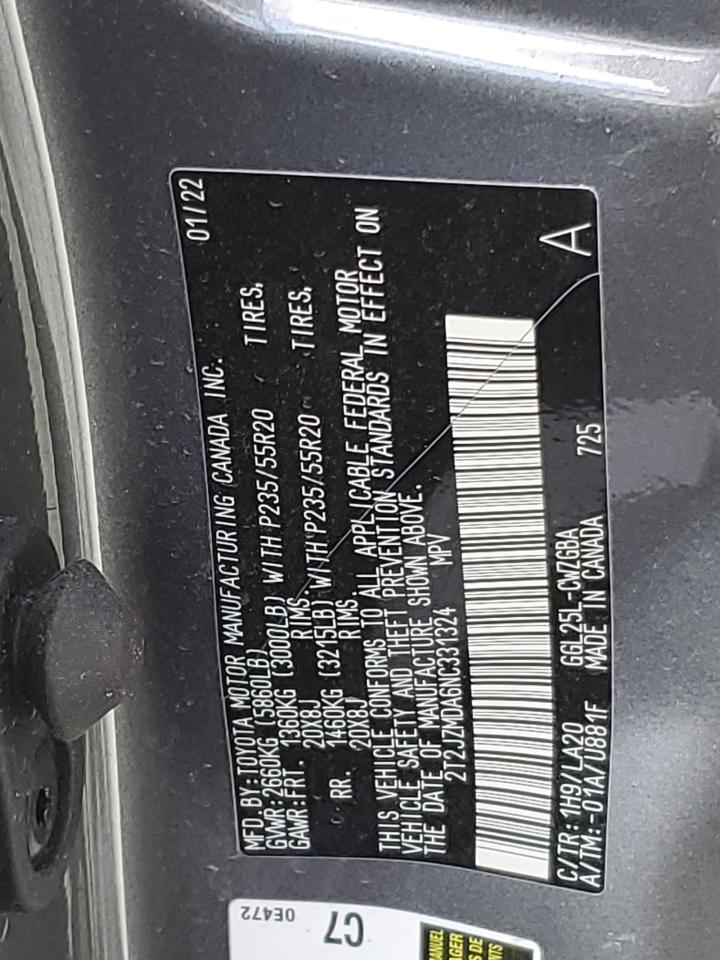 MFD. BY: TOYOTA MOTOR MANUFACTURING CANADA INC. 01/22
GVWR: 2660KG (5860LB)
GAWR: FRT. 1360KG (3000LB) WITH P235/55R20 TIRES,
20X8J RIMS
RR. 1460KG (3215LB) WITH P235/55R20 TIRES,
20X8J RIMS
THIS VEHICLE CONFORMS TO ALL APPLICABLE FEDERAL MOTOR
VEHICLE SAFETY AND THEFT PREVENTION STANDARDS IN EFFECT ON
THE DATE OF MANUFACTURE SHOWN ABOVE.
2T2JZMDA6NC331324 MPV
C/TR: 1H9/LA20 GGL25L-CWZGBA A
A/TM: -01A/U881F MADE IN CANADA 725
0E472
C7